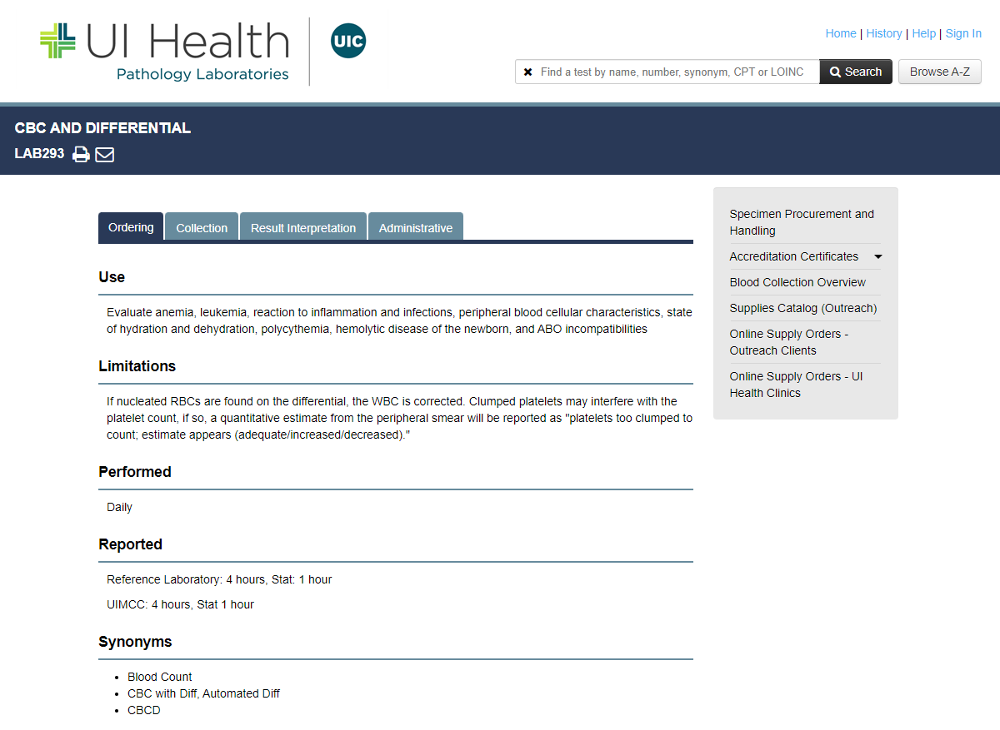 UI Health
Pathology Laboratories
UIC
Home | History | Help | Sign In
Find a test by name, number, synonym, CPT or LOINC
Search
Browse A-Z
CBC AND DIFFERENTIAL
LAB293
Ordering
Collection
Result Interpretation
Administrative
Use
Evaluate anemia, leukemia, reaction to inflammation and infections, peripheral blood cellular characteristics, state
of hydration and dehydration, polycythemia, hemolytic disease of the newborn, and ABO incompatibilities
Limitations
If nucleated RBCs are found on the differential, the WBC is corrected. Clumped platelets may interfere with the
platelet count, if so, a quantitative estimate from the peripheral smear will be reported as "platelets too clumped to
count; estimate appears (adequate/increased/decreased)."
Performed
Daily
Reported
Reference Laboratory: 4 hours, Stat: 1 hour
UIMCC: 4 hours, Stat 1 hour
Synonyms
Blood Count
CBC with Diff, Automated Diff
CBCD
Specimen Procurement and
Handling
Accreditation Certificates
Blood Collection Overview
Supplies Catalog (Outreach)
Online Supply Orders -
Outreach Clients
Online Supply Orders - UI
Health Clinics